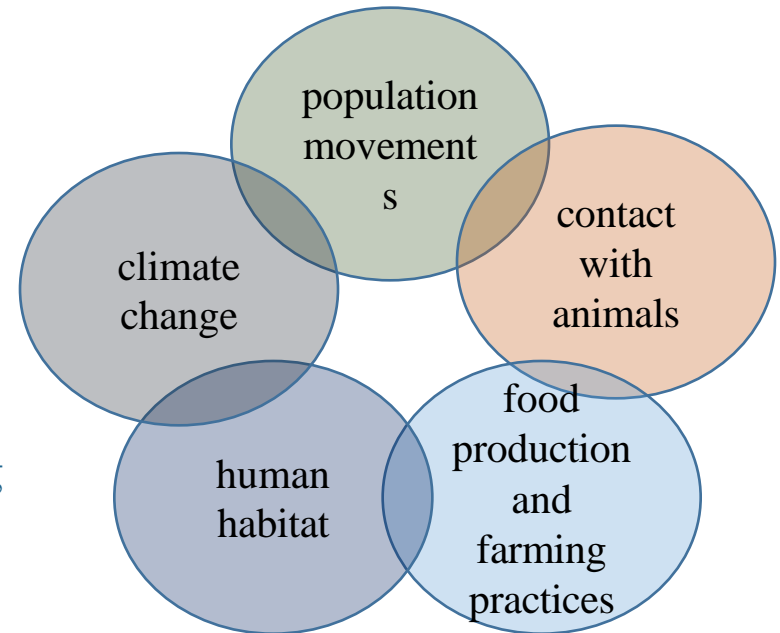 population
movement
s
contact
with
animals
climate
change
food
production
and
farming
practices
human
habitat